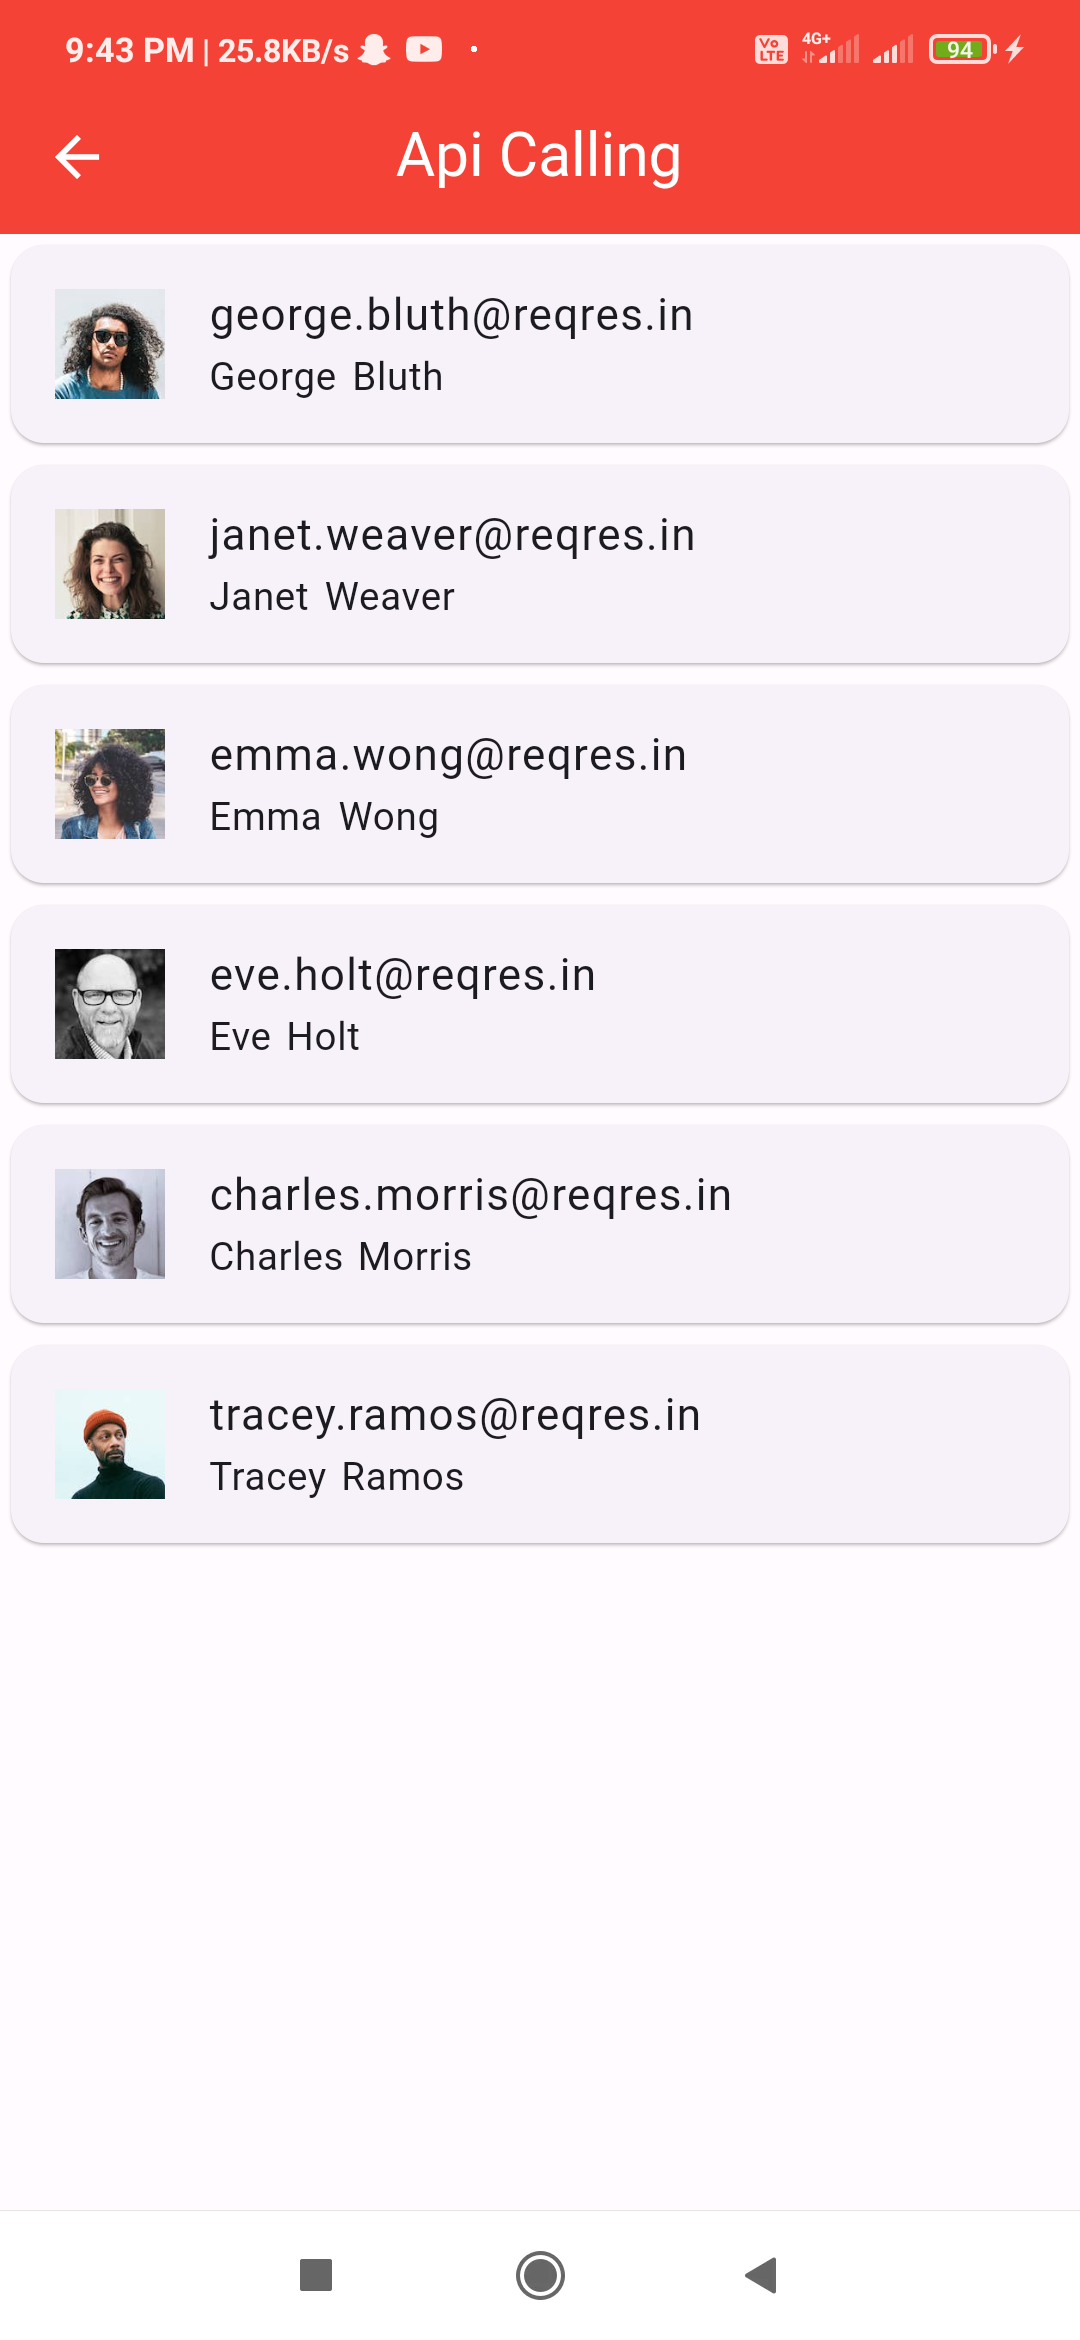 9:43 PM | 25.8KB/s
Vo LTE 4G+ 94
Api Calling
george.bluth@reqres.in
George Bluth
janet.weaver@reqres.in
Janet Weaver
emma.wong@reqres.in
Emma Wong
eve.holt@reqres.in
Eve Holt
charles.morris@reqres.in
Charles Morris
tracey.ramos@reqres.in
Tracey Ramos